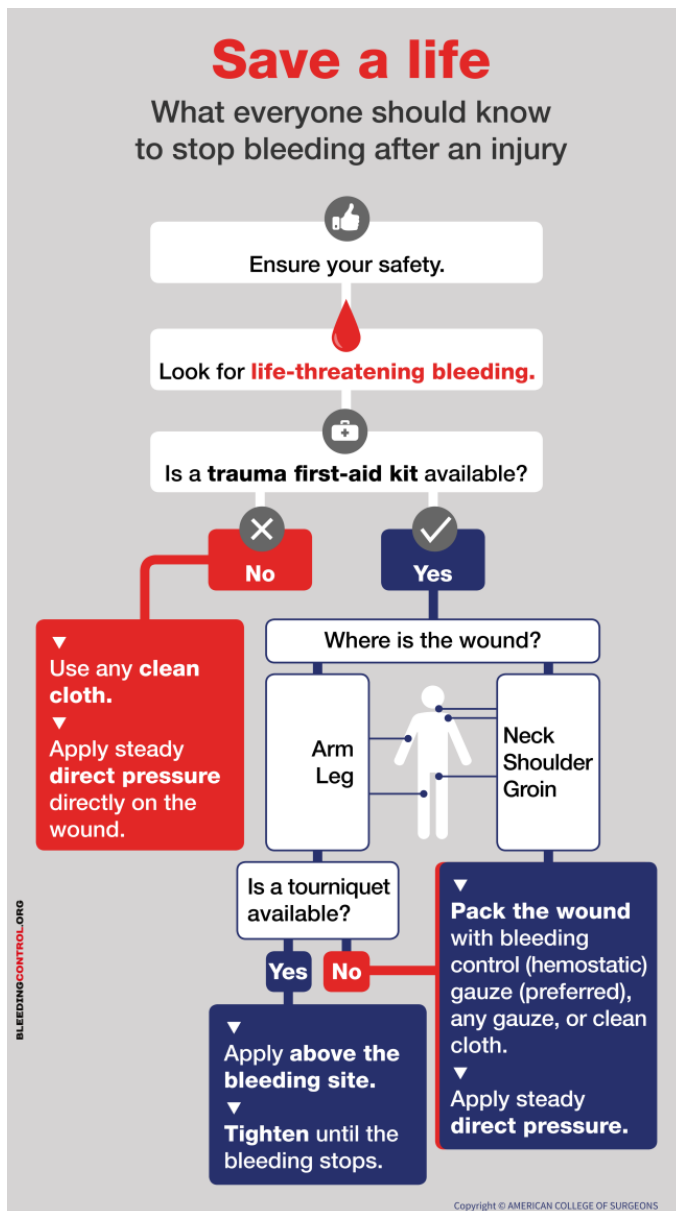 Save a life
What everyone should know
to stop bleeding after an injury
Ensure your safety.
Look for life-threatening bleeding.
Is a trauma first-aid kit available?
No
Yes
Use any clean
cloth.
Apply steady
direct pressure
directly on the
wound.
Where is the wound?
Arm
Leg
Neck
Shoulder
Groin
Is a tourniquet
available?
Yes
No
Apply above the
bleeding site.
Tighten until the
bleeding stops.
Pack the wound
with bleeding
control (hemostatic)
gauze (preferred),
any gauze, or clean
cloth.
Apply steady
direct pressure.
BLEEDINGCONTROL.ORG
Copyright © AMERICAN COLLEGE OF SURGEONS